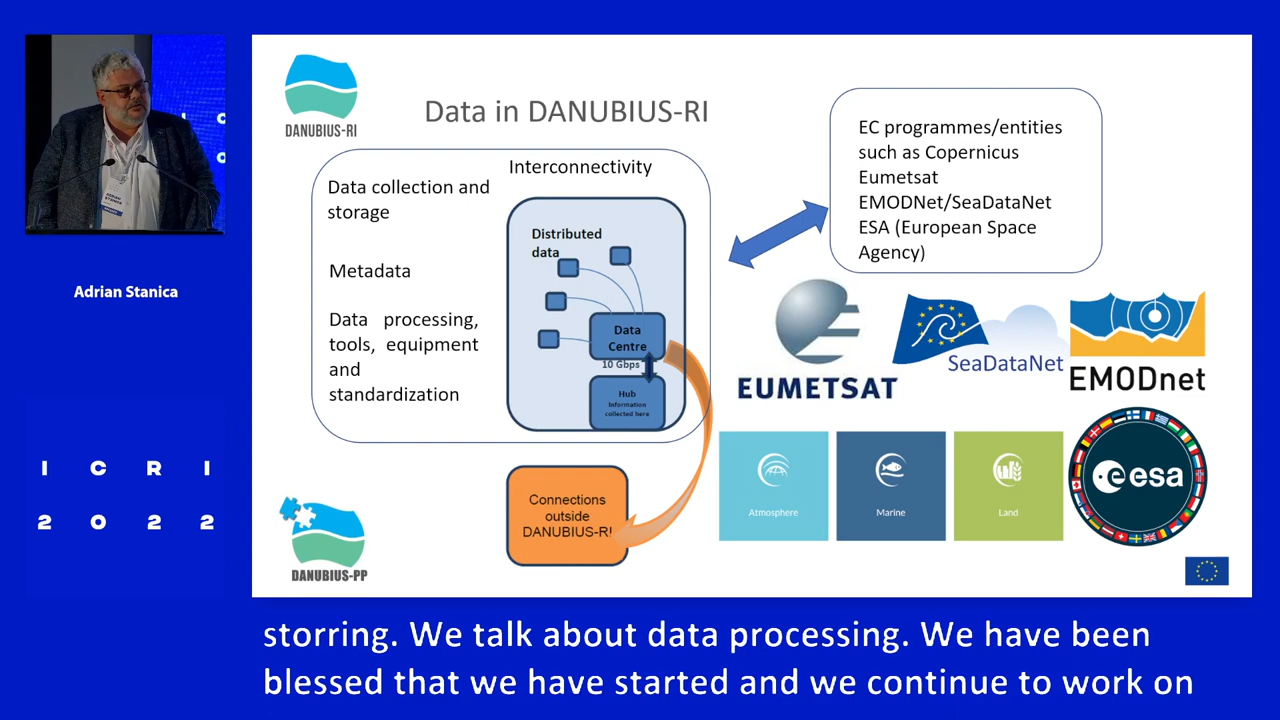 ADRIAN
STANICA
Adrian Stanica
I C R I
2 0 2 2
DANUBIUS-RI
Data in DANUBIUS-RI
Interconnectivity
Data collection and
storage
Metadata
Data processing,
tools, equipment
and
standardization
Distributed
data
Data
Centre
10 Gbps
Hub
Information
collected here
Connections
outside
DANUBIUS-RI
DANUBIUS-PP
EC programmes/entities
such as Copernicus
Eumetsat
EMODNet/SeaDataNet
ESA (European Space
Agency)
EUMETSAT
SeaDataNet
EMODnet
Atmosphere
Marine
Land
esa
storring. We talk about data processing. We have been
blessed that we have started and we continue to work on